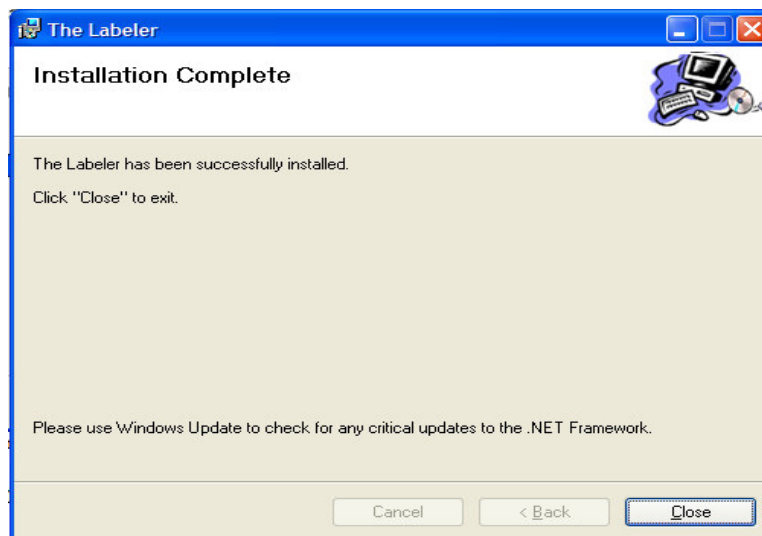 The Labeler
Installation Complete
The Labeler has been successfully installed.
Click "Close" to exit.
Please use Windows Update to check for any critical updates to the .NET Framework.
Cancel
< Back
Close